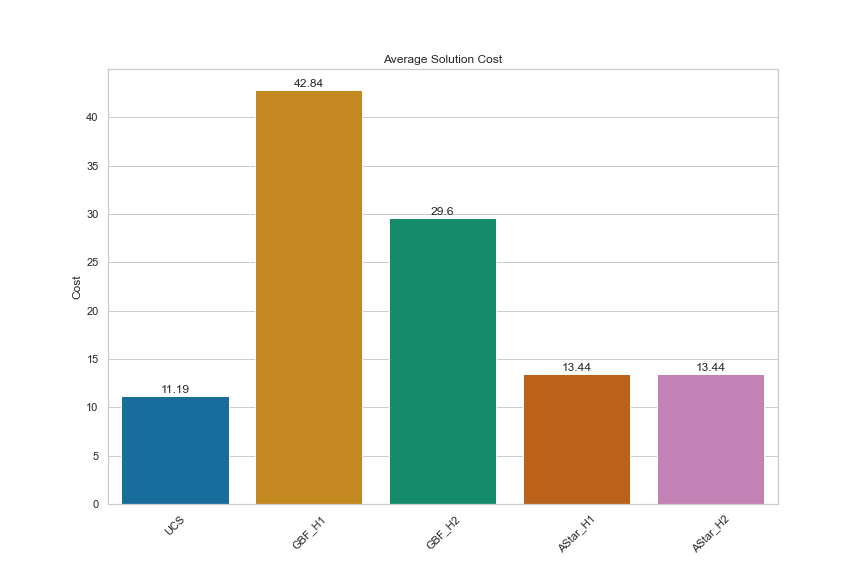 Average Solution Cost
Cost
40
35
30
25
20
15
10
5
0
11.19
42.84
29.6
13.44
13.44
UCS
GBF_H1
GBF_H2
AStar_H1
AStar_H2